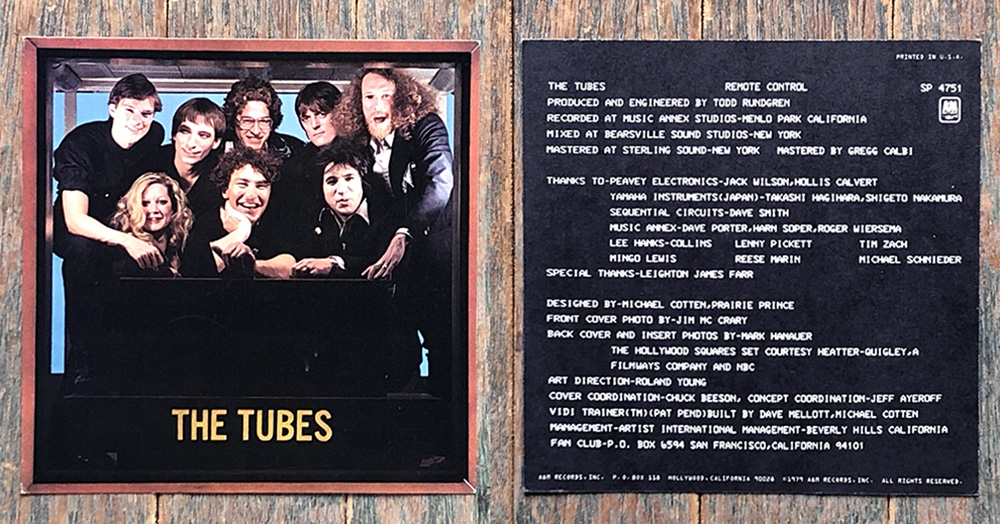 THE TUBES
PRINTED IN U.S.A.
THE TUBES REMOTE CONTROL SP 4751
PRODUCED AND ENGINEERED BY TODD RUNDGREN
RECORDED AT MUSIC ANNEX STUDIOS-MENLO PARK CALIFORNIA
MIXED AT BEARSVILLE SOUND STUDIOS-NEW YORK
MASTERED AT STERLING SOUND-NEW YORK MASTERED BY GREGG CALBI
A&M
THANKS TO-PEAVEY ELECTRONICS-JACK WILSON,HOLLIS CALVERT
YAMAHA INSTRUMENTS(JAPAN)-TAKASHI HAGIHARA,SHIGETO NAKAMURA
SEQUENTIAL CIRCUITS-DAVE SMITH
MUSIC ANNEX-DAVE PORTER,HARN SOPER,ROGER WIERSEMA
LEE HANKS-COLLINS LENNY PICKETT TIM ZACH
MINGO LEWIS REESE MARIN MICHAEL SCHNIEDER
SPECIAL THANKS-LEIGHTON JAMES FARR
DESIGNED BY-MICHAEL COTTEN,PRAIRIE PRINCE
FRONT COVER PHOTO BY-JIM MC CRARY
BACK COVER AND INSERT PHOTOS BY-MARK HANAUER
THE HOLLYWOOD SQUARES SET COURTESY HEATTER-QUIGLEY,A
FILMWAYS COMPANY AND NBC
ART DIRECTION-ROLAND YOUNG
COVER COORDINATION-CHUCK BEESON, CONCEPT COORDINATION-JEFF AYEROFF
VIDI TRAINER(TM)(PAT PEND)BUILT BY DAVE MELLOTT,MICHAEL COTTEN
MANAGEMENT-ARTIST INTERNATIONAL MANAGEMENT-BEVERLY HILLS CALIFORNIA
FAN CLUB-P.O. BOX 6594 SAN FRANCISCO,CALIFORNIA 94101
A&M RECORDS,INC. P.O.BOX 118 HOLLYWOOD,CALIFORNIA 90028 ©1979 A&M RECORDS,INC. ALL RIGHTS RESERVED.